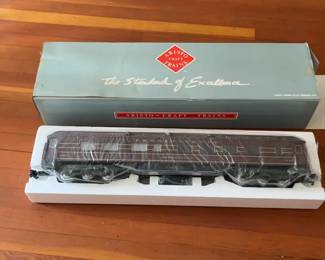 ARISTO
CRAFT
TRAINS
The Standard of Excellence
ARISTO - CRAFT TRAINS